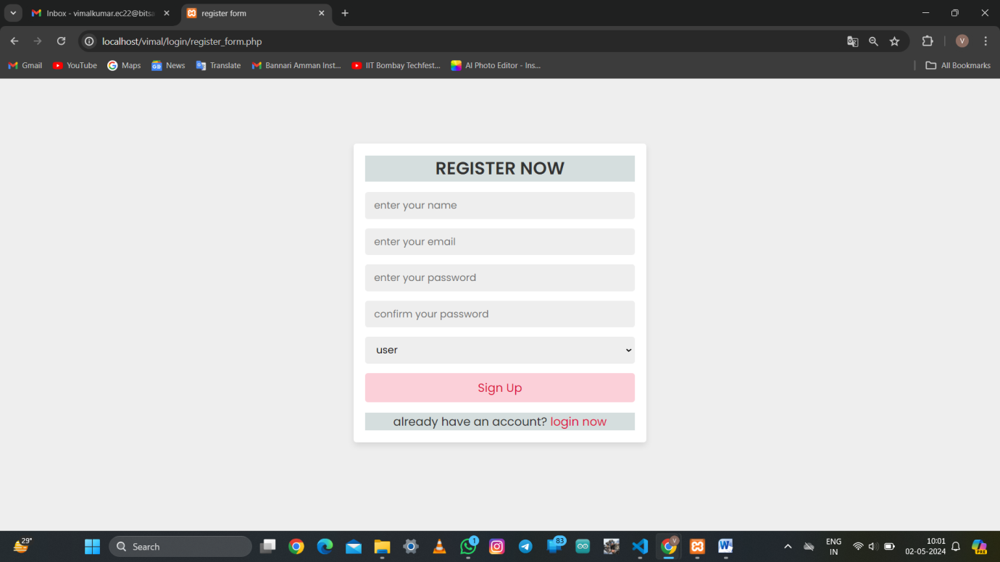 Inbox - vimalkumar.ec22@bitsa
register form
localhost/vimal/login/register_form.php
V
Gmail
YouTube
Maps
News
Translate
Bannari Amman Inst...
IIT Bombay Techfest...
AI Photo Editor - Ins...
All Bookmarks
REGISTER NOW
enter your name
enter your email
enter your password
confirm your password
user
Sign Up
already have an account? login now
29°
Search
1
83
V
ENG
IN
10:01
02-05-2024
PRE